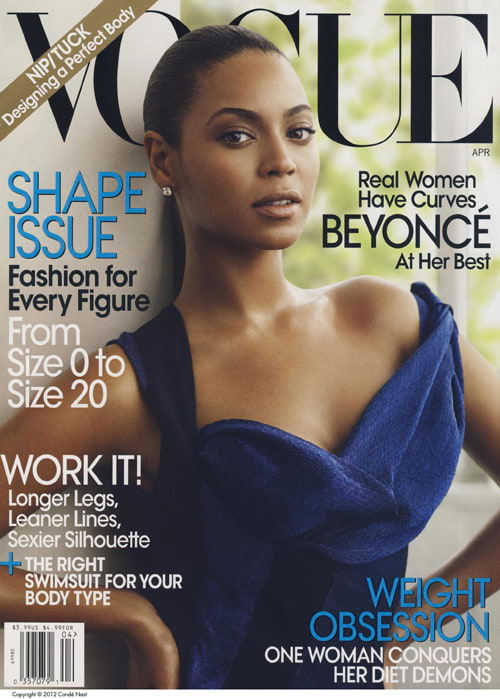 NIP/TUCK
Designing a Perfect Body
VOGUE
APR
SHAPE
ISSUE
Fashion for
Every Figure
From
Size 0 to
Size 20
Real Women
Have Curves
BEYONCÉ
At Her Best
WORK IT!
Longer Legs,
Leaner Lines,
Sexier Silhouette
+ THE RIGHT
SWIMSUIT FOR YOUR
BODY TYPE
WEIGHT
OBSESSION
ONE WOMAN CONQUERS
HER DIET DEMONS
$3.99US $4.99FOR
04>
0 357079 1
Copyright © 2012 Condé Nast